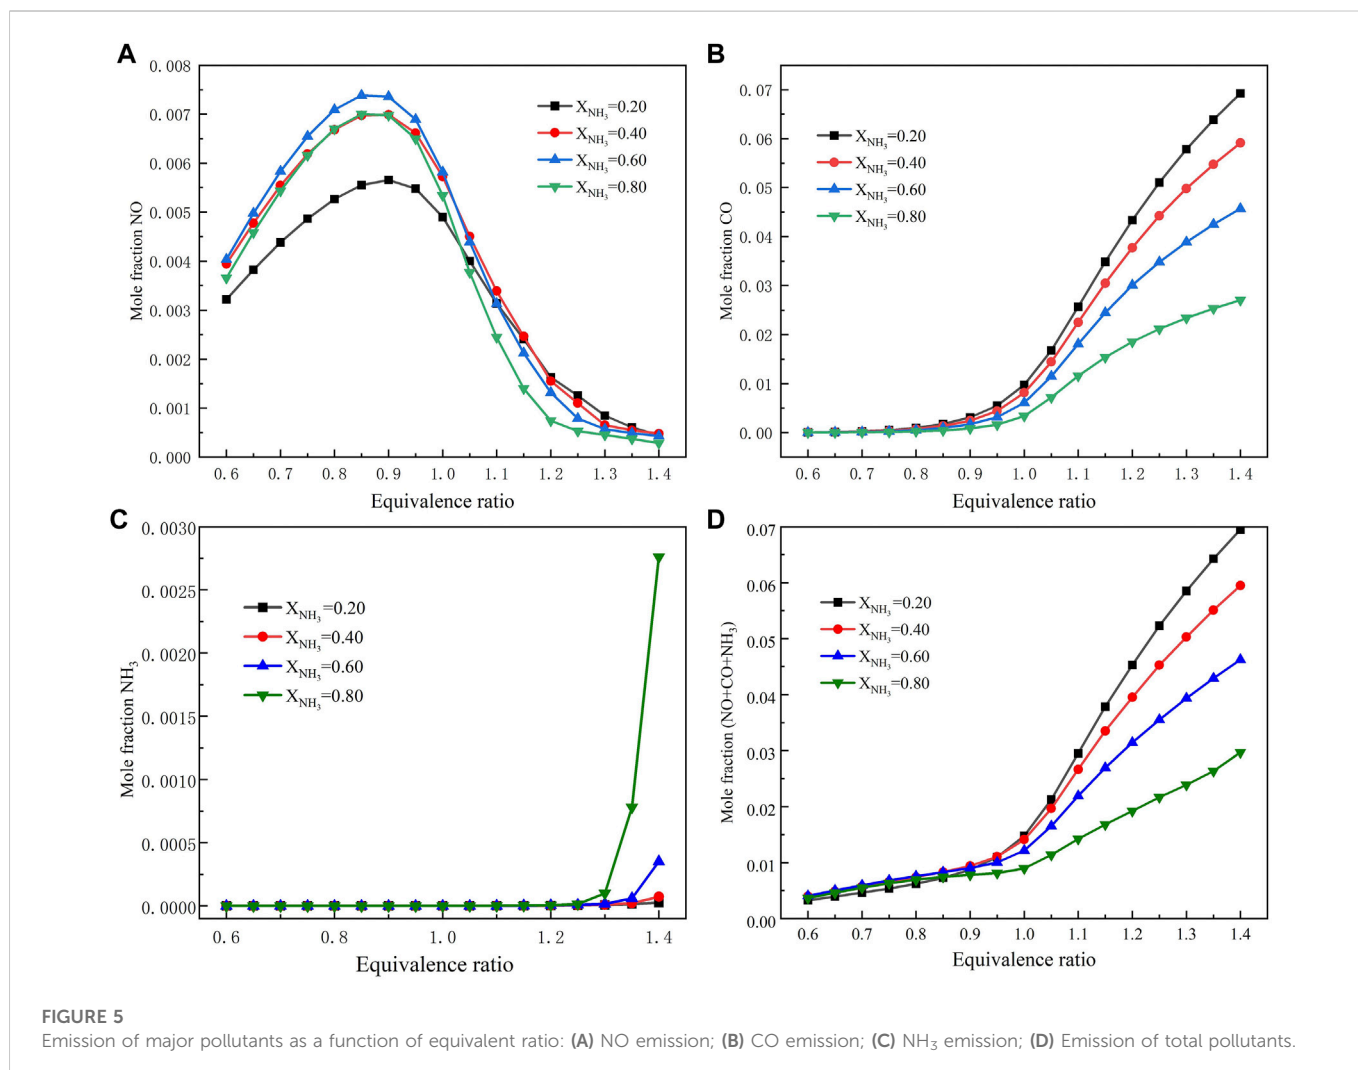 A
0.008
0.007
0.006
0.005
0.004
0.003
0.002
0.001
0.000
Mole fraction NO
X_NH3=0.20
X_NH3=0.40
X_NH3=0.60
X_NH3=0.80
0.6 0.7 0.8 0.9 1.0 1.1 1.2 1.3 1.4
Equivalence ratio
B
0.07
0.06
0.05
0.04
0.03
0.02
0.01
0.00
Mole fraction CO
X_NH3=0.20
X_NH3=0.40
X_NH3=0.60
X_NH3=0.80
0.6 0.7 0.8 0.9 1.0 1.1 1.2 1.3 1.4
Equivalence ratio
C
0.0030
0.0025
0.0020
0.0015
0.0010
0.0005
0.0000
Mole fraction NH3
X_NH3=0.20
X_NH3=0.40
X_NH3=0.60
X_NH3=0.80
0.6 0.8 1.0 1.2 1.4
Equivalence ratio
D
0.07
0.06
0.05
0.04
0.03
0.02
0.01
0.00
Mole fraction (NO+CO+NH3)
X_NH3=0.20
X_NH3=0.40
X_NH3=0.60
X_NH3=0.80
0.6 0.7 0.8 0.9 1.0 1.1 1.2 1.3 1.4
Equivalence ratio
FIGURE 5
Emission of major pollutants as a function of equivalent ratio: (A) NO emission; (B) CO emission; (C) NH3 emission; (D) Emission of total pollutants.